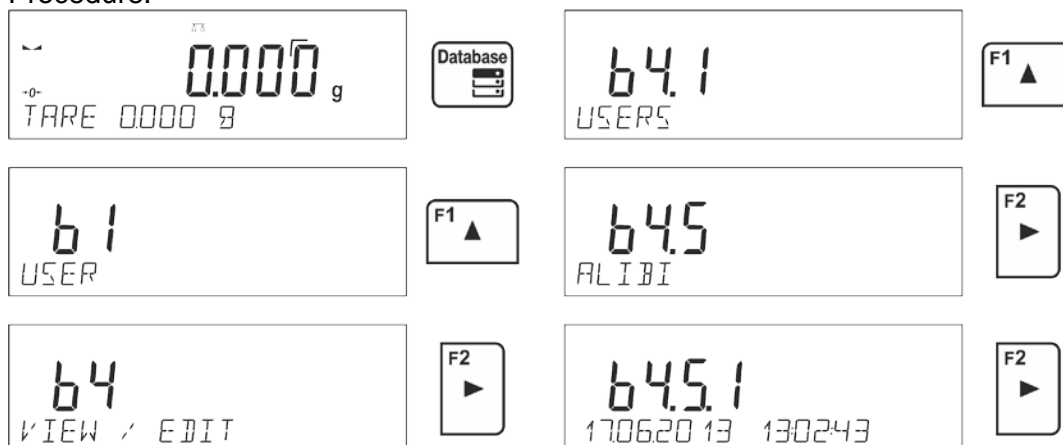 Procedure:
0.000 g
-0-
TARE 0.000 g
Database
b1
USER
F1
b4
VIEW / EDIT
F2
b4.1
USERS
F1
b4.5
ALIBI
F2
b4.5.1
17.06.2013 13:02:43
F2